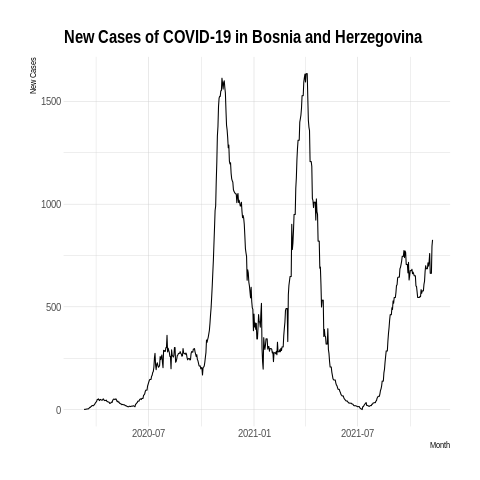 New Cases of COVID-19 in Bosnia and Herzegovina
New Cases
1500
1000
500
0
2020-07 2021-01 2021-07
Month